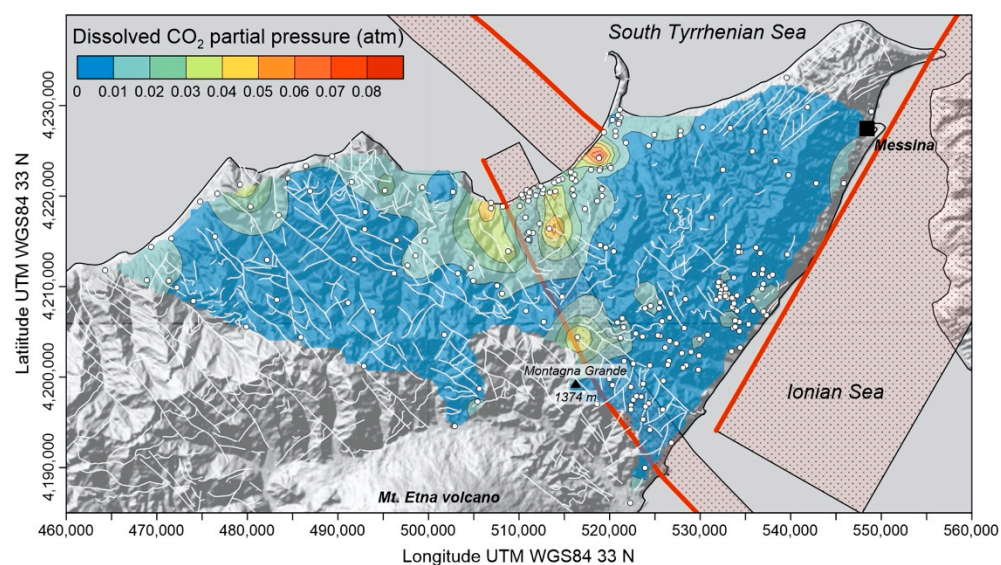 Dissolved CO₂ partial pressure (atm)
0 0.01 0.02 0.03 0.04 0.05 0.06 0.07 0.08
South Tyrrhenian Sea
Messina
Ionian Sea
Montagna Grande
1374 m
Mt. Etna volcano
4,230,000
4,220,000
4,210,000
4,200,000
4,190,000
Latiitude UTM WGS84 33 N
460,000 470,000 480,000 490,000 500,000 510,000 520,000 530,000 540,000 550,000 560,000
Longitude UTM WGS84 33 N